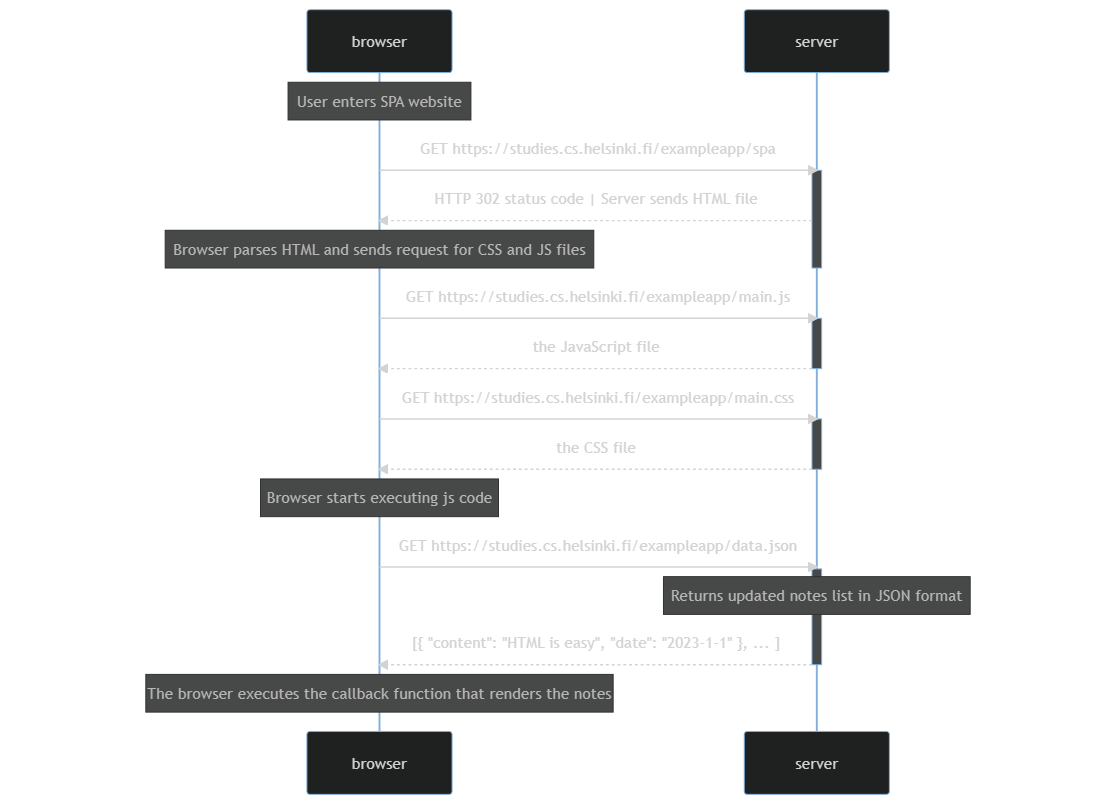 browser
server
User enters SPA website
GET https://studies.cs.helsinki.fi/exampleapp/spa
HTTP 302 status code | Server sends HTML file
Browser parses HTML and sends request for CSS and JS files
GET https://studies.cs.helsinki.fi/exampleapp/main.js
the JavaScript file
GET https://studies.cs.helsinki.fi/exampleapp/main.css
the CSS file
Browser starts executing js code
GET https://studies.cs.helsinki.fi/exampleapp/data.json
Returns updated notes list in JSON format
[{ "content": "HTML is easy", "date": "2023-1-1" }, ... ]
The browser executes the callback function that renders the notes
browser
server